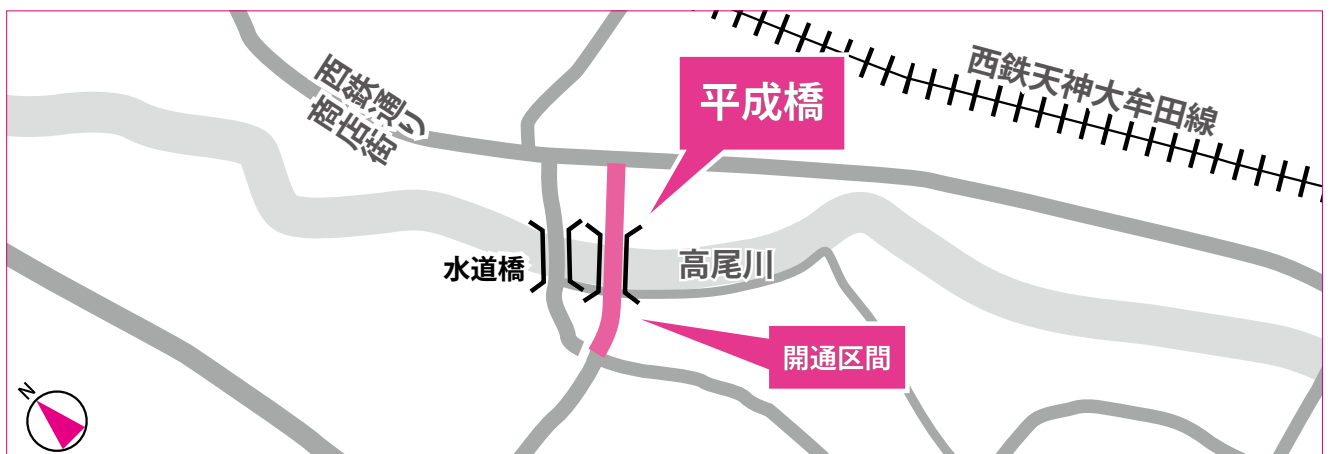 西鉄通り
商店街
平成橋
西鉄天神大牟田線
水道橋
高尾川
開通区間
N